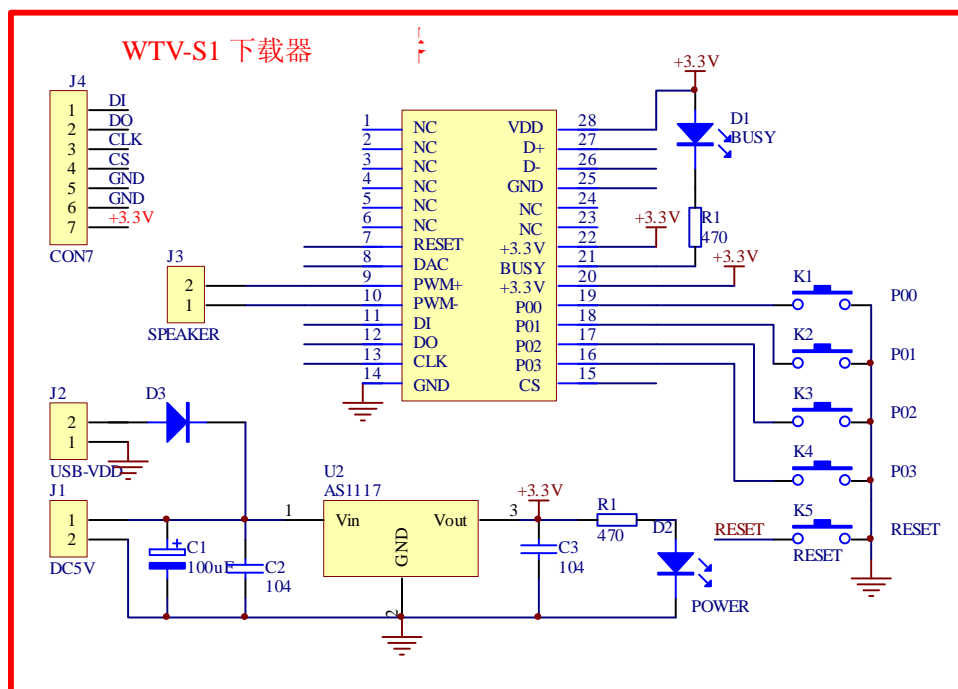 WTV-S1 下载器
J4
1 DI
2 DO
3 CLK
4 CS
5 GND
6 GND
7 +3.3V
CON7
J3
2
1
SPEAKER
1 NC
2 NC
3 NC
4 NC
5 NC
6 NC
7 RESET
8 DAC
9 PWM+
10 PWM-
11 DI
12 DO
13 CLK
14 GND
VDD 28
D+ 27
D- 26
GND 25
NC 24
NC 23
+3.3V 22
BUSY 21
+3.3V 20
P00 19
P01 18
P02 17
P03 16
CS 15
+3.3V
D1
BUSY
R1
470
+3.3V
+3.3V
K1 P00
K2 P01
K3 P02
K4 P03
RESET K5 RESET
RESET
J2
2
1
USB-VDD
D3
J1
1
2
DC5V
C1
100uF
C2
104
U2
AS1117
1 Vin Vout 3
GND
2
+3.3V
C3
104
R1
470
D2
POWER